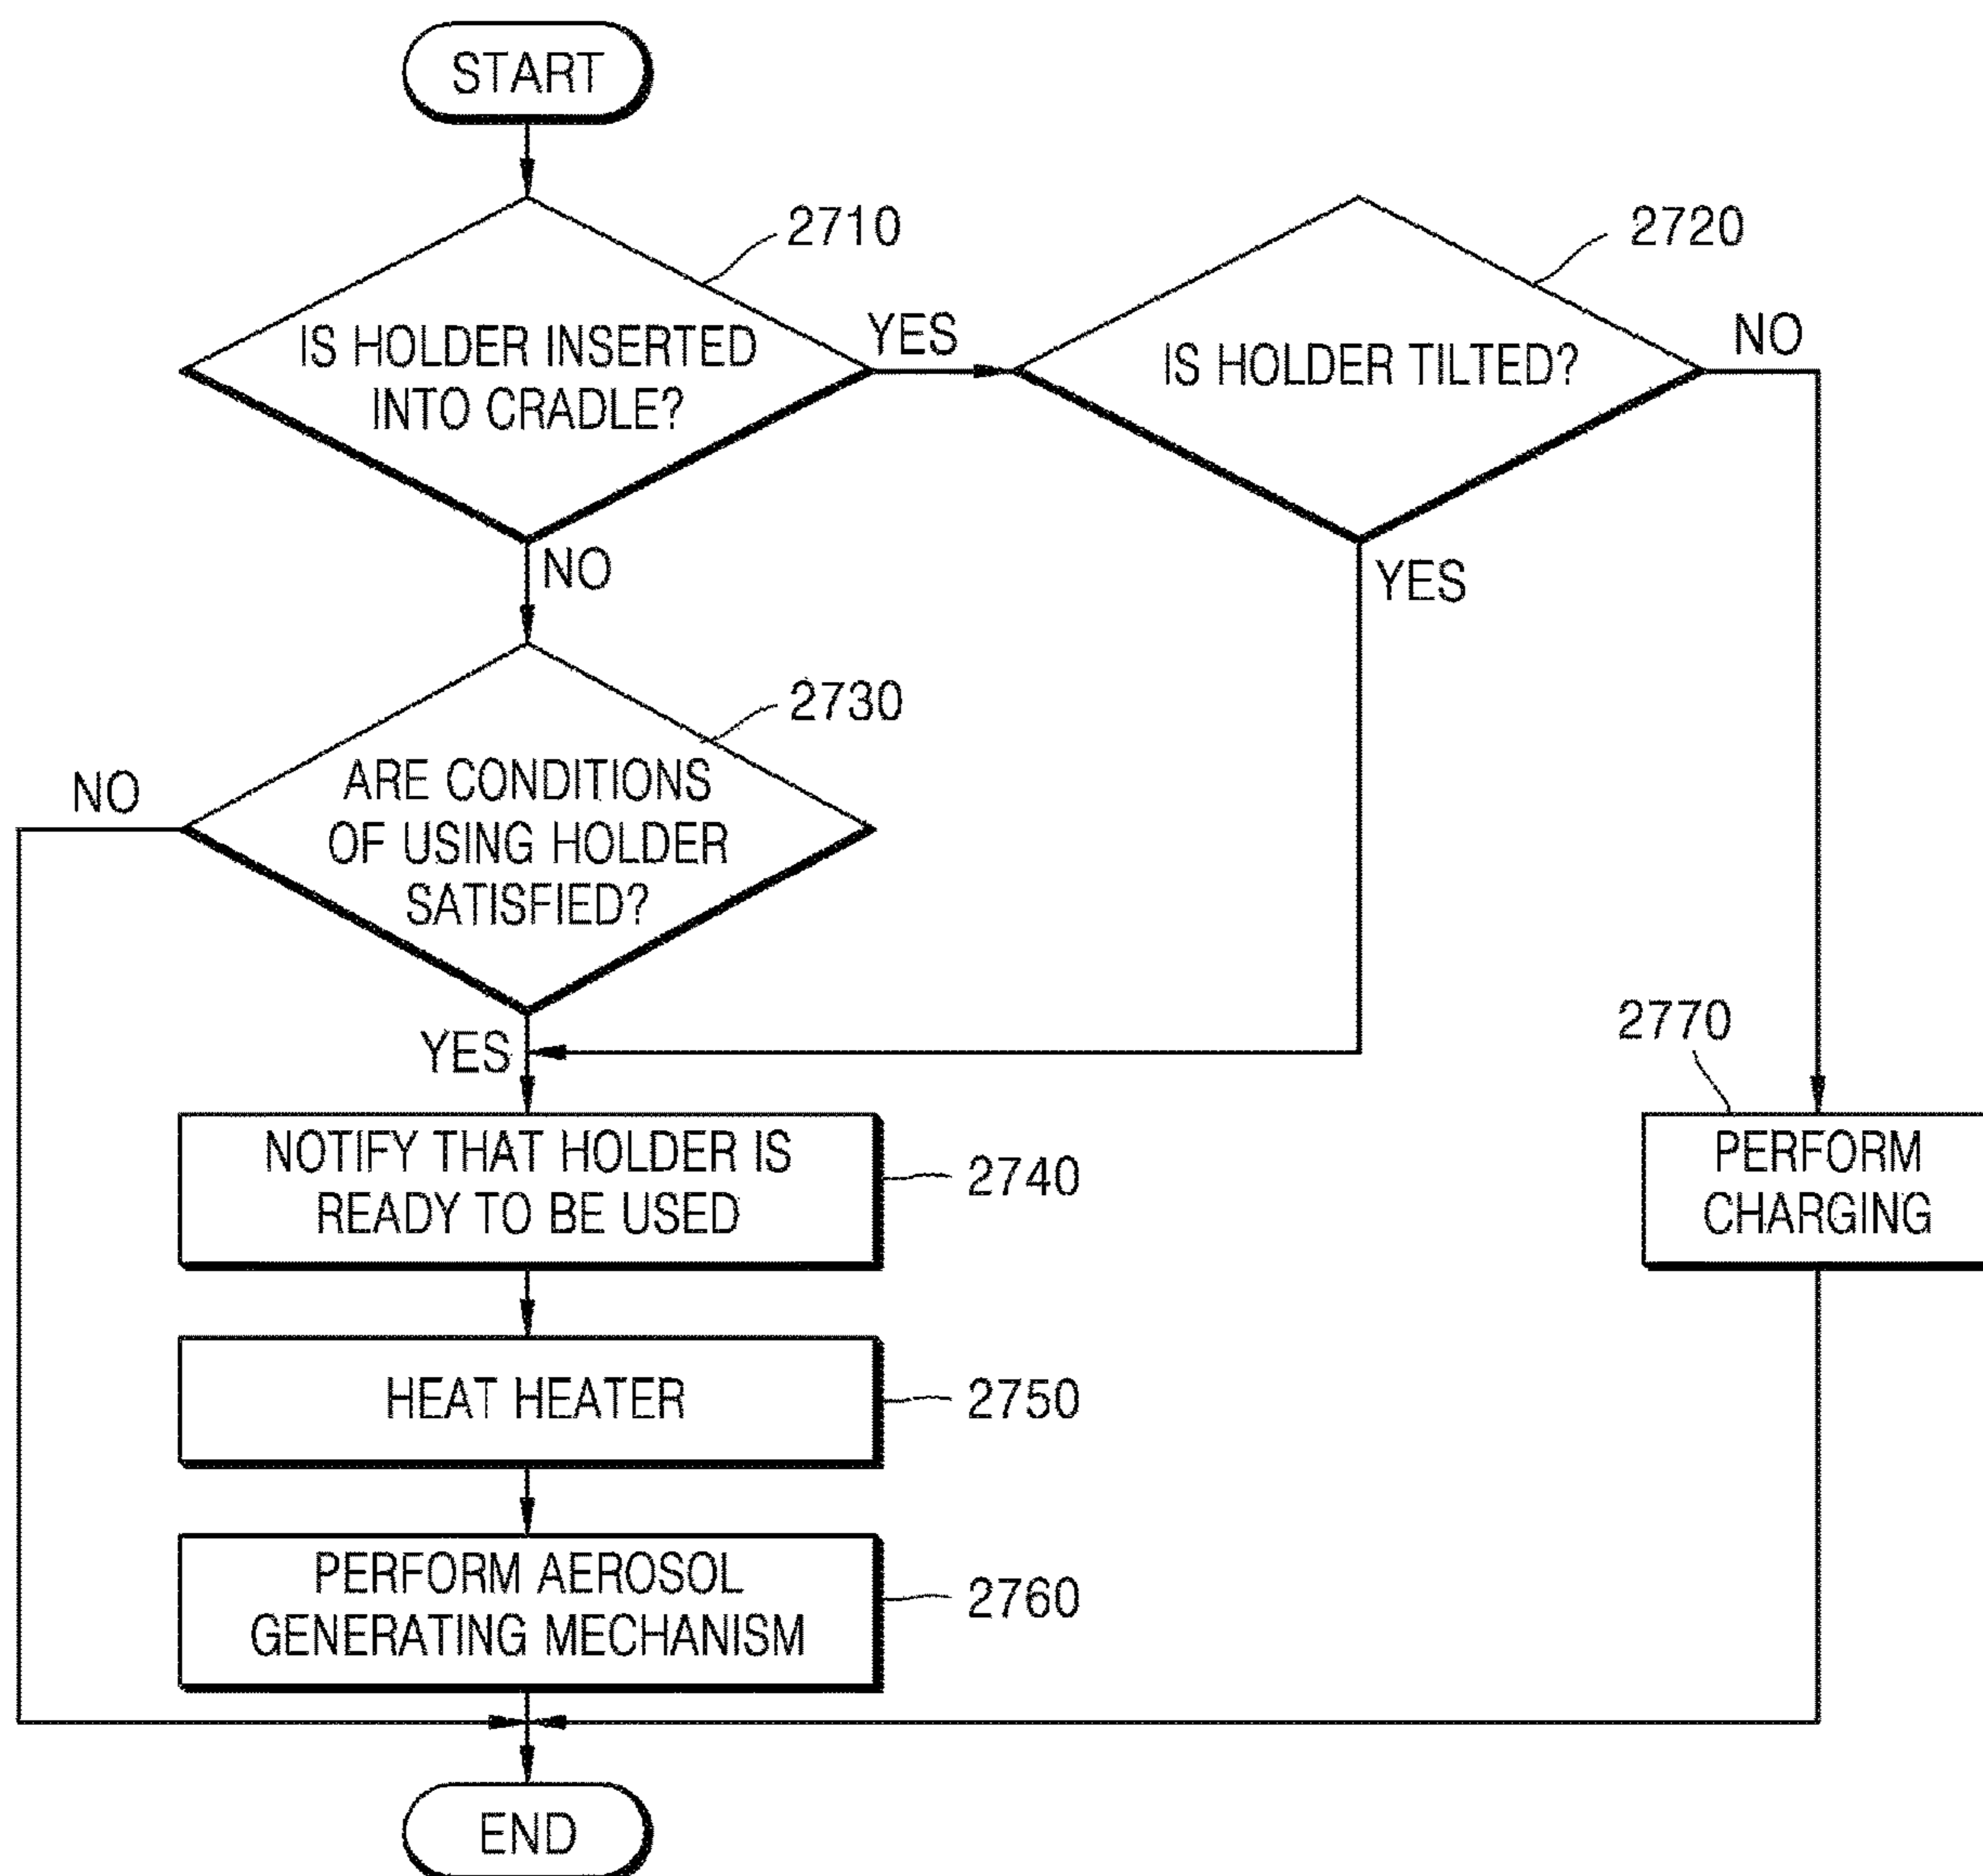 START
2710
IS HOLDER INSERTED
INTO CRADLE?
YES
NO
2720
IS HOLDER TILTED?
NO
YES
2730
ARE CONDITIONS
OF USING HOLDER
SATISFIED?
NO
YES
NOTIFY THAT HOLDER IS
READY TO BE USED
2740
2770
PERFORM
CHARGING
HEAT HEATER
2750
PERFORM AEROSOL
GENERATING MECHANISM
2760
END